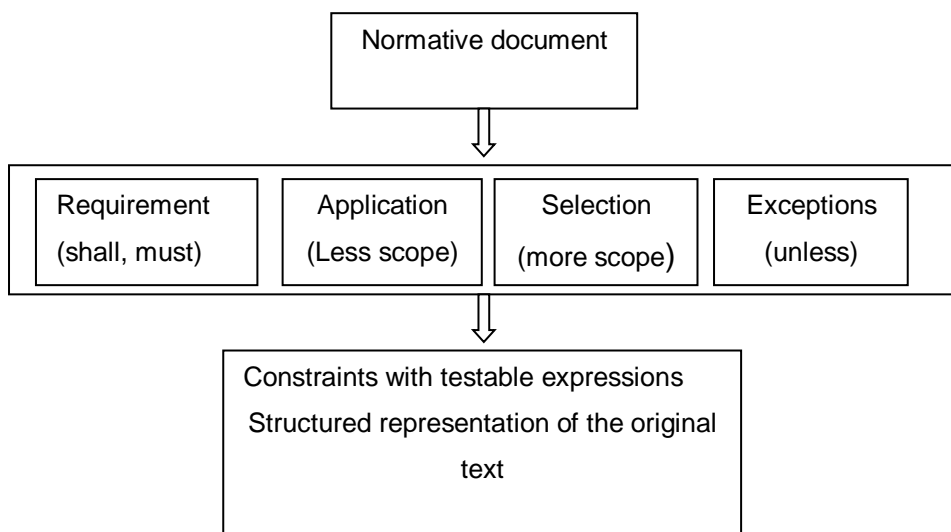 Normative document
Requirement
(shall, must)
Application
(Less scope)
Selection
(more scope)
Exceptions
(unless)
Constraints with testable expressions
Structured representation of the original
text